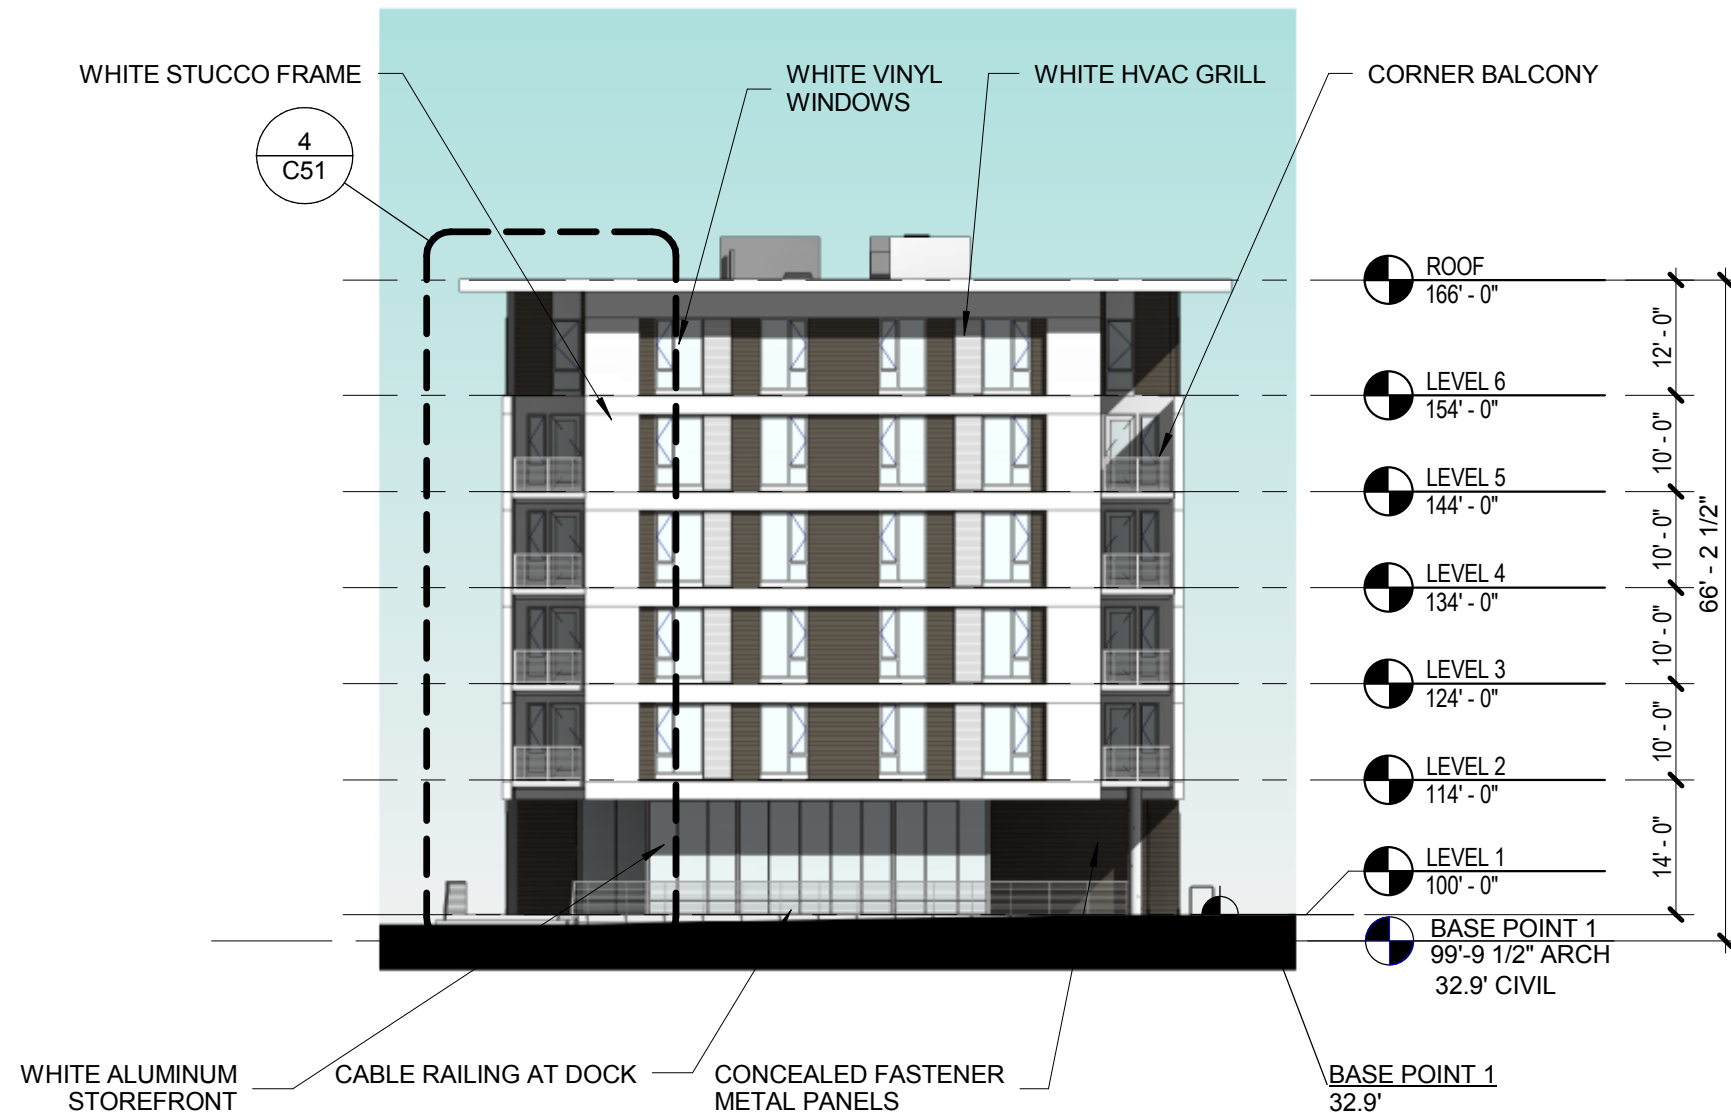 WHITE STUCCO FRAME
WHITE VINYL
WINDOWS
WHITE HVAC GRILL
CORNER BALCONY
4
C51
ROOF
166' - 0"
12' - 0"
LEVEL 6
154' - 0"
10' - 0"
LEVEL 5
144' - 0"
10' - 0"
66' - 2 1/2"
LEVEL 4
134' - 0"
10' - 0"
LEVEL 3
124' - 0"
10' - 0"
LEVEL 2
114' - 0"
14' - 0"
LEVEL 1
100' - 0"
BASE POINT 1
99'-9 1/2" ARCH
32.9' CIVIL
WHITE ALUMINUM
STOREFRONT
CABLE RAILING AT DOCK
CONCEALED FASTENER
METAL PANELS
BASE POINT 1
32.9'